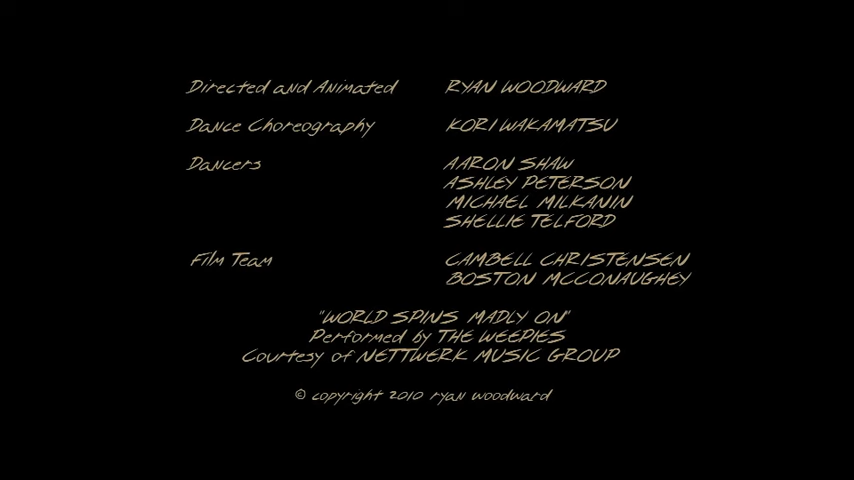 Directed and Animated RYAN WOODWARD
Dance Choreography KORI WAKAMATSU
Dancers AARON SHAW
ASHLEY PETERSON
MICHAEL MILKANIN
SHELLIE TELFORD
Film Team CAMBELL CHRISTENSEN
BOSTON MCCONAUGHEY
"WORLD SPINS MADLY ON"
Performed by THE WEEPIES
Courtesy of NETTWERK MUSIC GROUP
© copyright 2010 ryan woodward